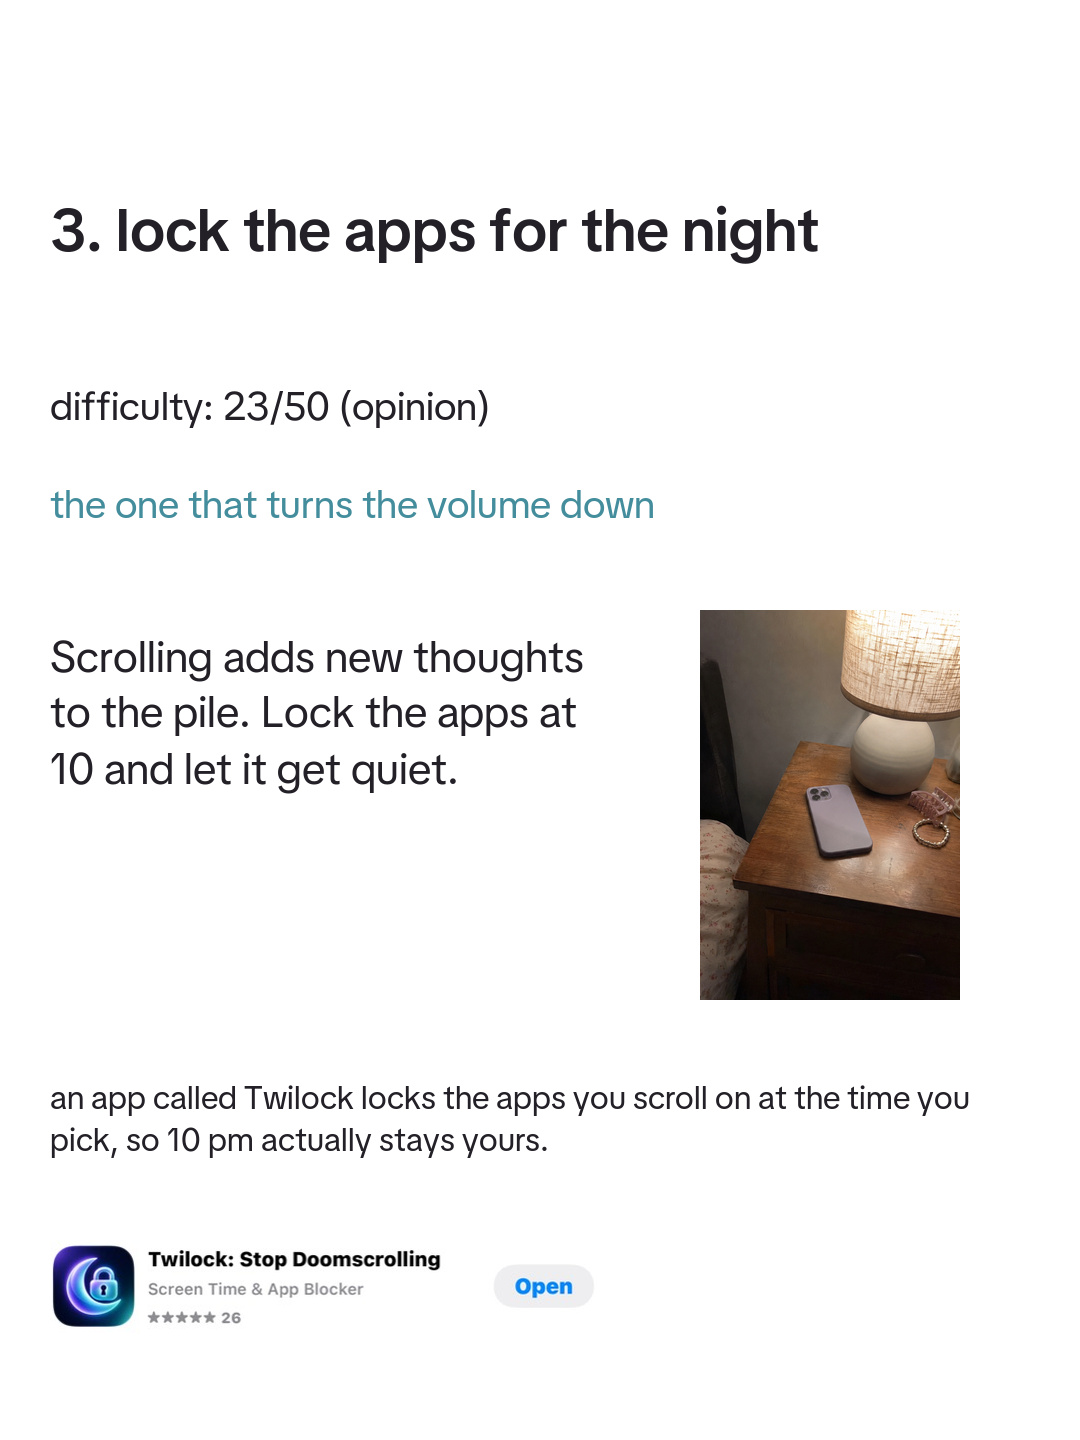 3. lock the apps for the night
difficulty: 23/50 (opinion)
the one that turns the volume down
Scrolling adds new thoughts
to the pile. Lock the apps at
10 and let it get quiet.
an app called Twilock locks the apps you scroll on at the time you
pick, so 10 pm actually stays yours.
Twilock: Stop Doomscrolling
Screen Time & App Blocker
★★★★★ 26
Open